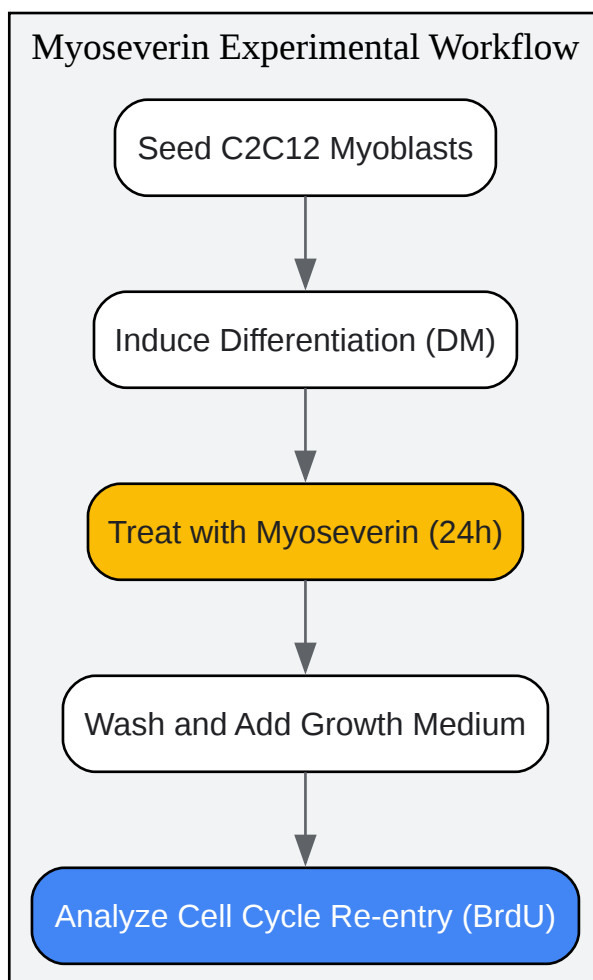 Myoseverin Experimental Workflow
Seed C2C12 Myoblasts
Induce Differentiation (DM)
Treat with Myoseverin (24h)
Wash and Add Growth Medium
Analyze Cell Cycle Re-entry (BrdU)